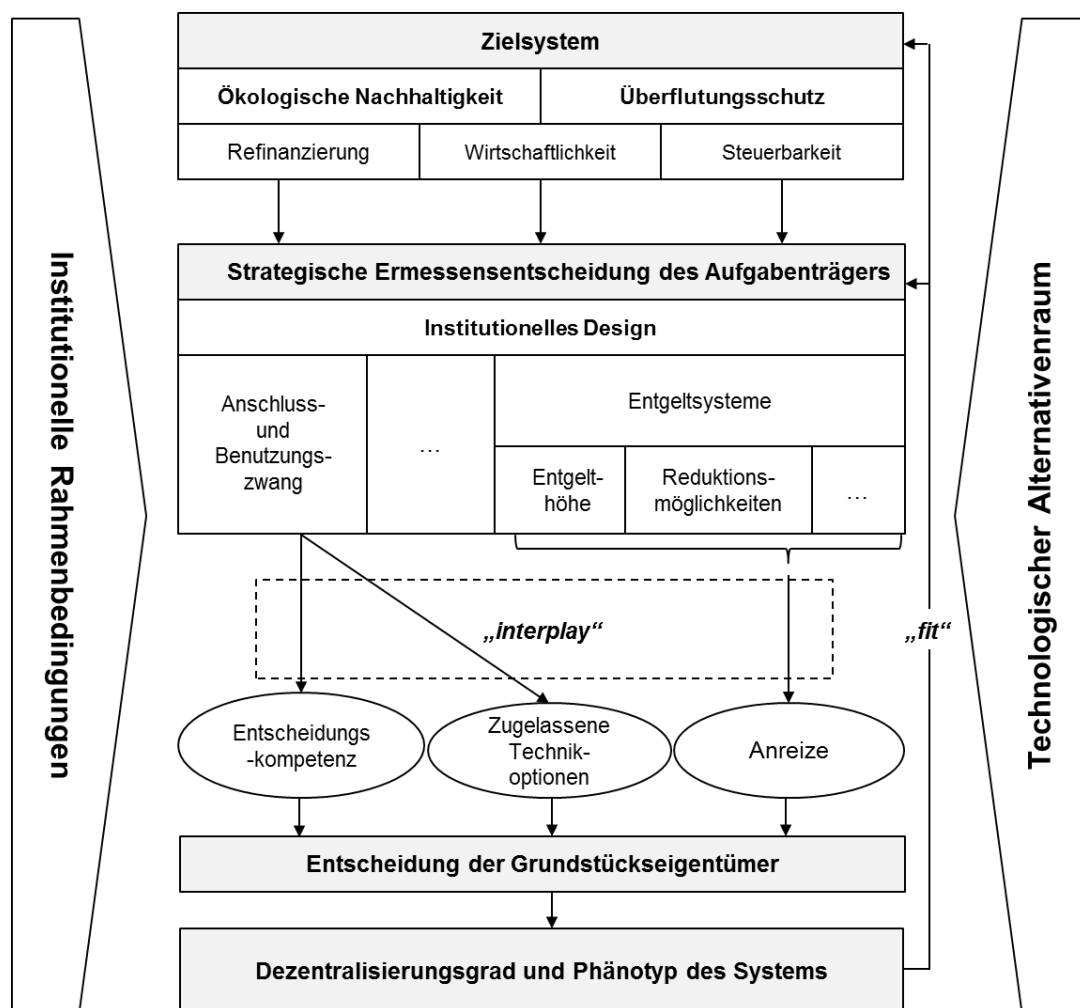 Institutionelle Rahmenbedingungen
Zielsystem
Ökologische Nachhaltigkeit
Überflutungsschutz
Refinanzierung
Wirtschaftlichkeit
Steuerbarkeit
Strategische Ermessensentscheidung des Aufgabenträgers
Institutionelles Design
Anschluss-
und
Benutzungs-
zwang
…
Entgeltsysteme
Entgelt-
höhe
Reduktions-
möglichkeiten
…
„interplay“
„fit“
Entscheidungs
-kompetenz
Zugelassene
Technik-
optionen
Anreize
Entscheidung der Grundstückseigentümer
Dezentralisierungsgrad und Phänotyp des Systems
Technologischer Alternativenraum